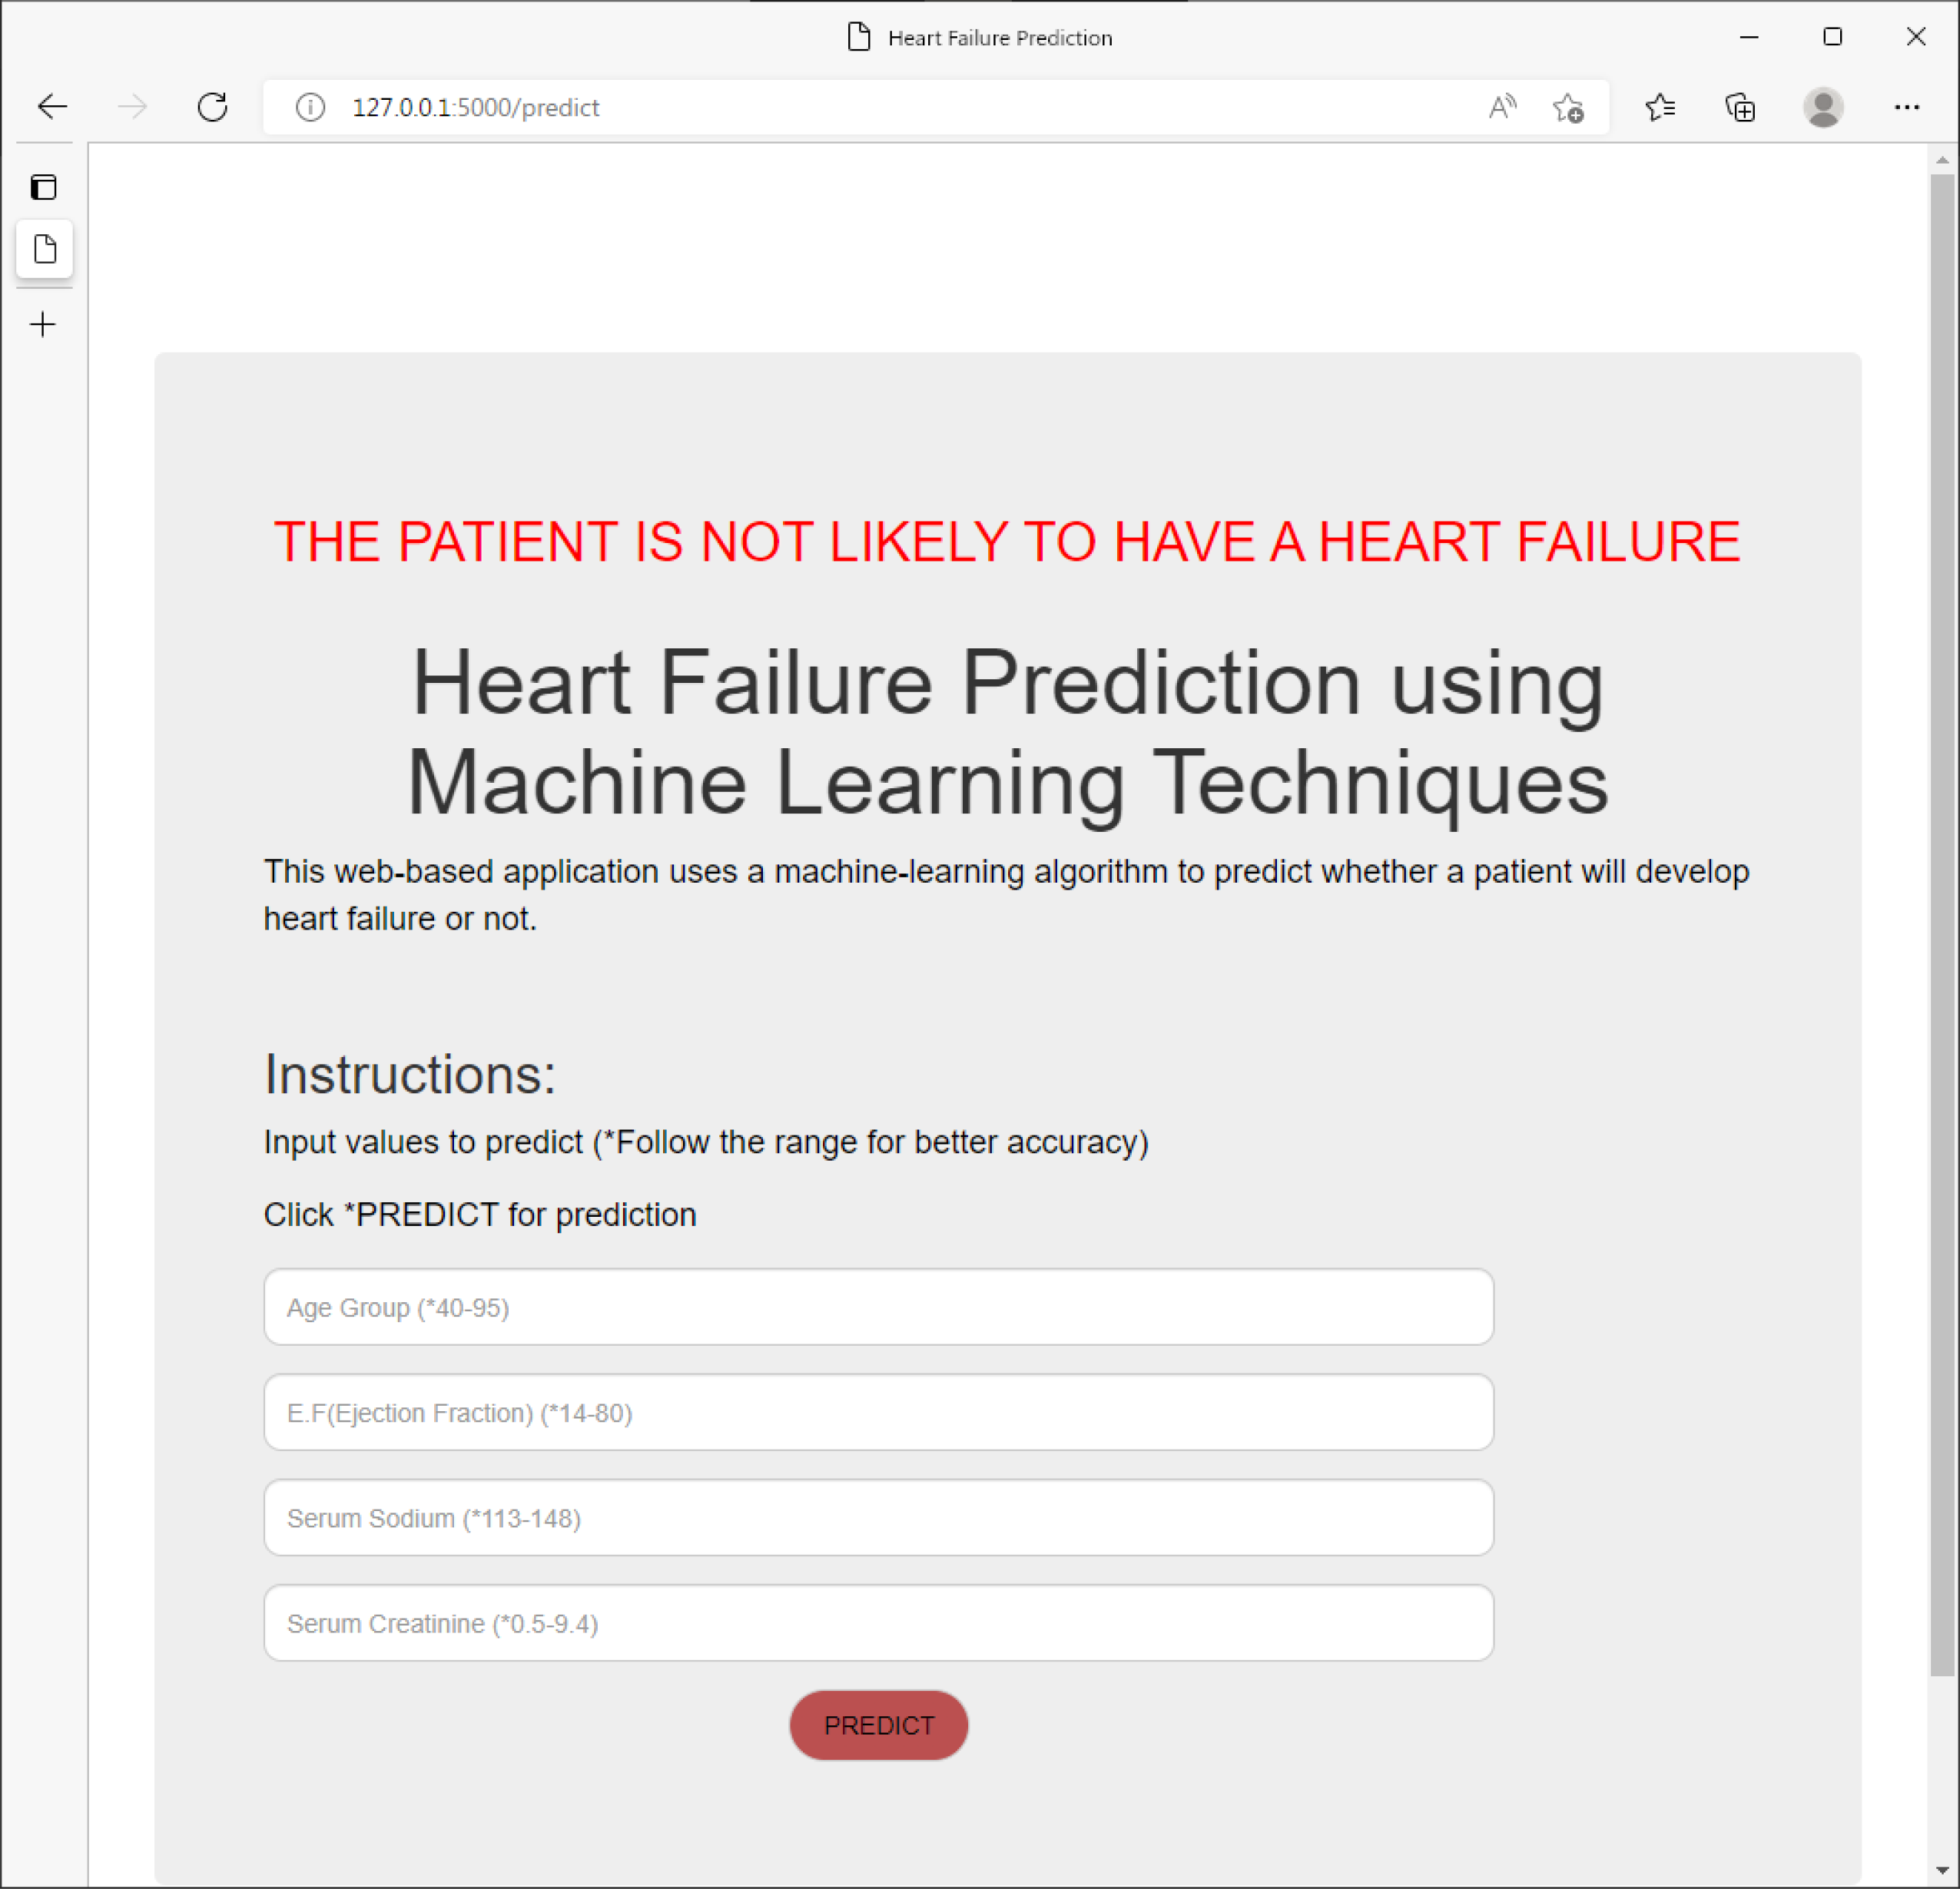 Heart Failure Prediction
127.0.0.1:5000/predict
THE PATIENT IS NOT LIKELY TO HAVE A HEART FAILURE
Heart Failure Prediction using
Machine Learning Techniques
This web-based application uses a machine-learning algorithm to predict whether a patient will develop
heart failure or not.
Instructions:
Input values to predict (*Follow the range for better accuracy)
Click *PREDICT for prediction
Age Group (*40-95)
E.F(Ejection Fraction) (*14-80)
Serum Sodium (*113-148)
Serum Creatinine (*0.5-9.4)
PREDICT